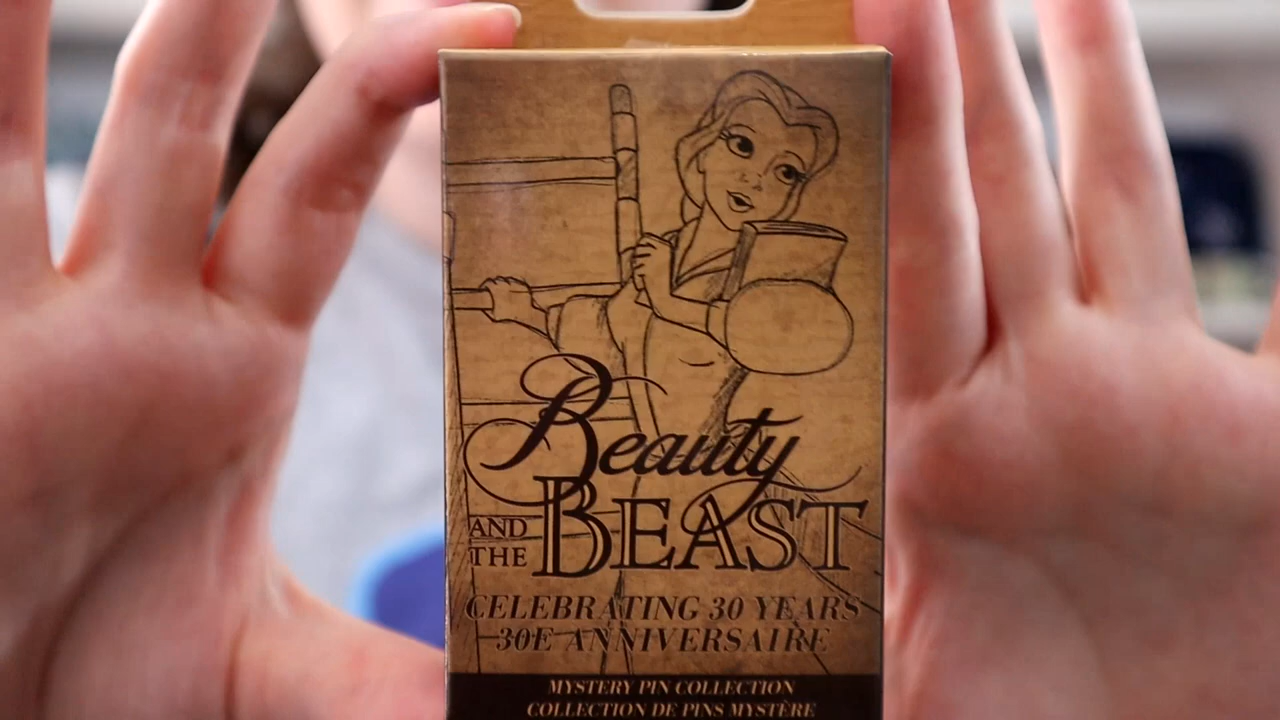 Beauty
AND THE BEAST
CELEBRATING 30 YEARS
30E ANNIVERSAIRE
MYSTERY PIN COLLECTION
COLLECTION DE PINS MYSTÈRE